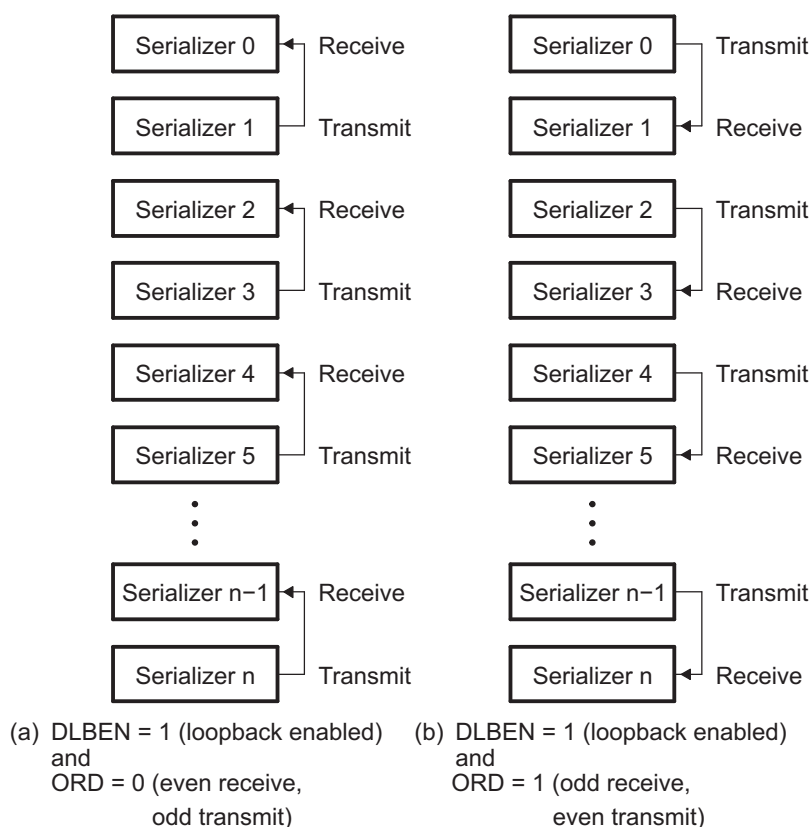 Serializer 0 Receive
Serializer 1 Transmit
Serializer 2 Receive
Serializer 3 Transmit
Serializer 4 Receive
Serializer 5 Transmit
Serializer n−1 Receive
Serializer n Transmit
(a) DLBEN = 1 (loopback enabled)
and
ORD = 0 (even receive,
odd transmit)
Serializer 0 Transmit
Serializer 1 Receive
Serializer 2 Transmit
Serializer 3 Receive
Serializer 4 Transmit
Serializer 5 Receive
Serializer n−1 Transmit
Serializer n Receive
(b) DLBEN = 1 (loopback enabled)
and
ORD = 1 (odd receive,
even transmit)